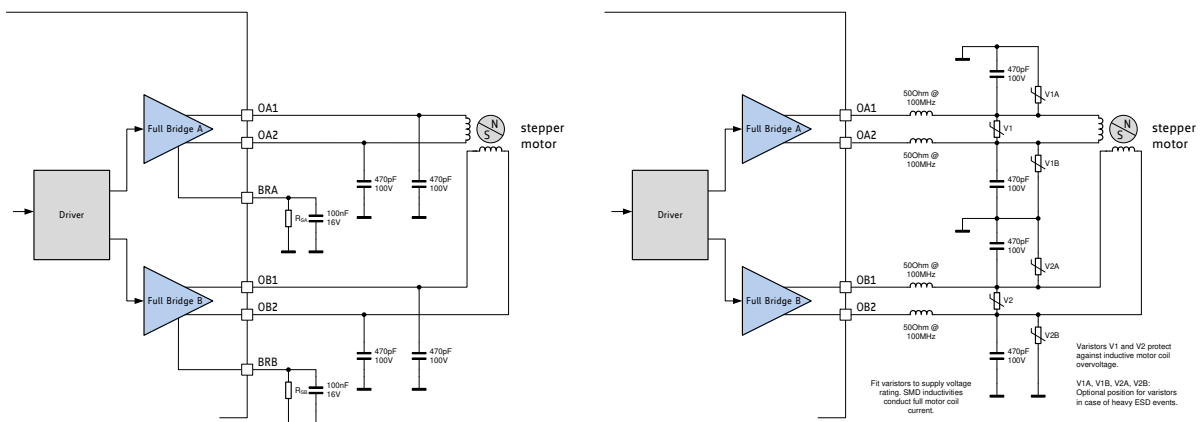 OA1
Full Bridge A
OA2
N
S
stepper
motor
470pF
100V
470pF
100V
BRA
Driver
RSA
100nF
16V
OB1
Full Bridge B
OB2
470pF
100V
470pF
100V
BRB
RSB
100nF
16V
470pF
100V
V1A
50Ohm @
100MHz
OA1
Full Bridge A
V1
N
S
stepper
motor
OA2
50Ohm @
100MHz
V1B
470pF
100V
Driver
470pF
100V
V2A
50Ohm @
100MHz
OB1
Full Bridge B
V2
OB2
50Ohm @
100MHz
V2B
470pF
100V
Varistors V1 and V2 protect
against inductive motor coil
overvoltage.
V1A, V1B, V2A, V2B:
Optional position for varistors
in case of heavy ESD events.
Fit varistors to supply voltage
rating. SMD inductivities
conduct full motor coil
current.